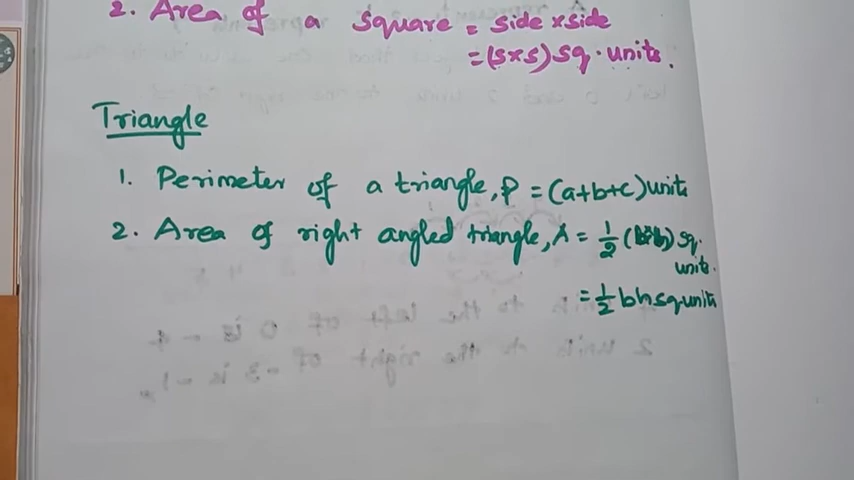 2. Area of a square = side x side
= (s x s) sq. units.
Triangle
1. Perimeter of a triangle, P = (a+b+c) units
2. Area of right angled triangle, A = 1/2 (b x h) sq.
units.
= 1/2 bh sq units